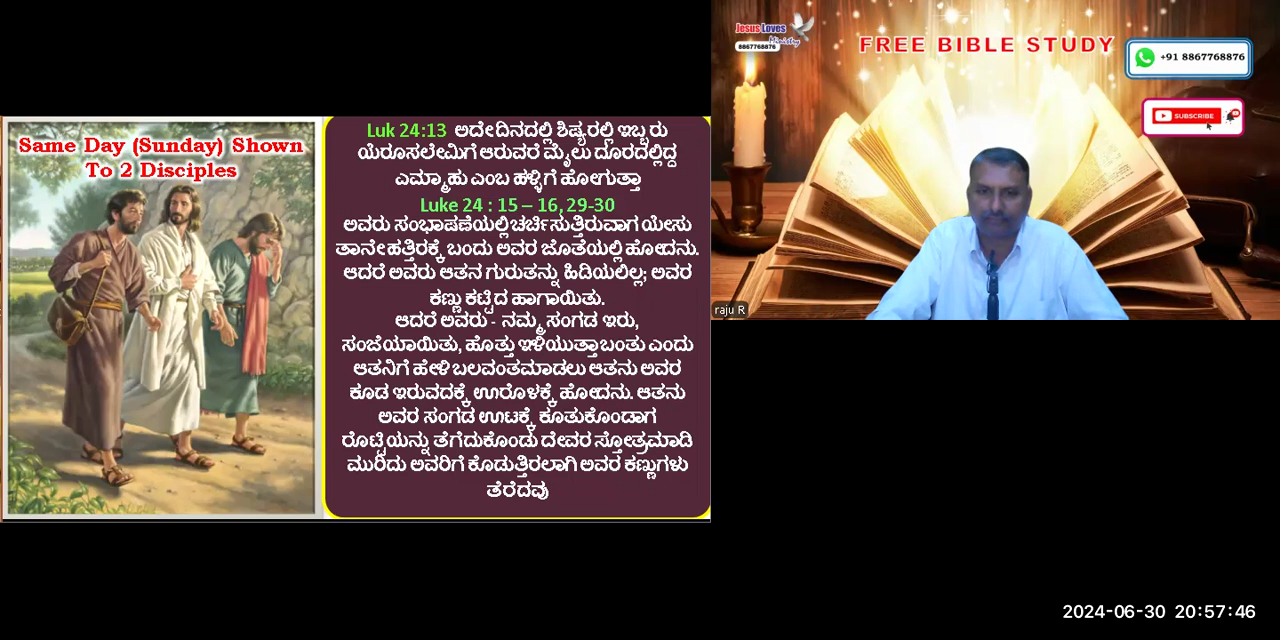 Same Day (Sunday) Shown
To 2 Disciples
Luk 24:13 ಅದೇ ದಿನದಲ್ಲಿ ಶಿಷ್ಯರಲ್ಲಿ ಇಬ್ಬರು
ಯೆರೂಸಲೇಮಿಗೆ ಆರುವರೆ ಮೈಲು ದೂರದಲ್ಲಿದ್ದ
ಎಮ್ಮಾಹು ಎಂಬ ಹಳ್ಳಿಗೆ ಹೋಗುತ್ತಾ
Luke 24 : 15 – 16, 29-30
ಅವರು ಸಂಭಾಷಣೆಯಲ್ಲಿ ಚರ್ಚಿಸುತ್ತಿರುವಾಗ ಯೇಸು
ತಾನೇ ಹತ್ತಿರಕ್ಕೆ ಬಂದು ಅವರ ಜೊತೆಯಲ್ಲಿ ಹೋದನು.
ಆದರೆ ಅವರು ಆತನ ಗುರುತನ್ನು ಹಿಡಿಯಲಿಲ್ಲ; ಅವರ
ಕಣ್ಣು ಕಟ್ಟಿದ ಹಾಗಾಯಿತು.
ಆದರೆ ಅವರು - ನಮ್ಮ ಸಂಗಡ ಇರು,
ಸಂಜೆಯಾಯಿತು, ಹೊತ್ತು ಇಳಿಯುತ್ತಾ ಬಂತು ಎಂದು
ಆತನಿಗೆ ಹೇಳಿ ಬಲವಂತಮಾಡಲು ಆತನು ಅವರ
ಕೂಡ ಇರುವದಕ್ಕೆ ಊರೊಳಕ್ಕೆ ಹೋದನು. ಆತನು
ಅವರ ಸಂಗಡ ಊಟಕ್ಕೆ ಕೂತುಕೊಂಡಾಗ
ರೊಟ್ಟಿಯನ್ನು ತೆಗೆದುಕೊಂಡು ದೇವರ ಸ್ತೋತ್ರಮಾಡಿ
ಮುರಿದು ಅವರಿಗೆ ಕೊಡುತ್ತಿರಲಾಗಿ ಅವರ ಕಣ್ಣುಗಳು
ತೆರೆದವು
Jesus Loves
Ministry
8867768876
FREE BIBLE STUDY
+91 8867768876
SUBSCRIBE
raju R
2024-06-30 20:57:46